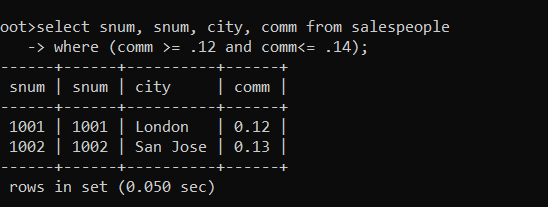 oot>select snum, snum, city, comm from salespeople
-> where (comm >= .12 and comm<= .14);
------+------+----------+------+
snum | snum | city | comm |
------+------+----------+------+
1001 | 1001 | London | 0.12 |
1002 | 1002 | San Jose | 0.13 |
------+------+----------+------+
rows in set (0.050 sec)